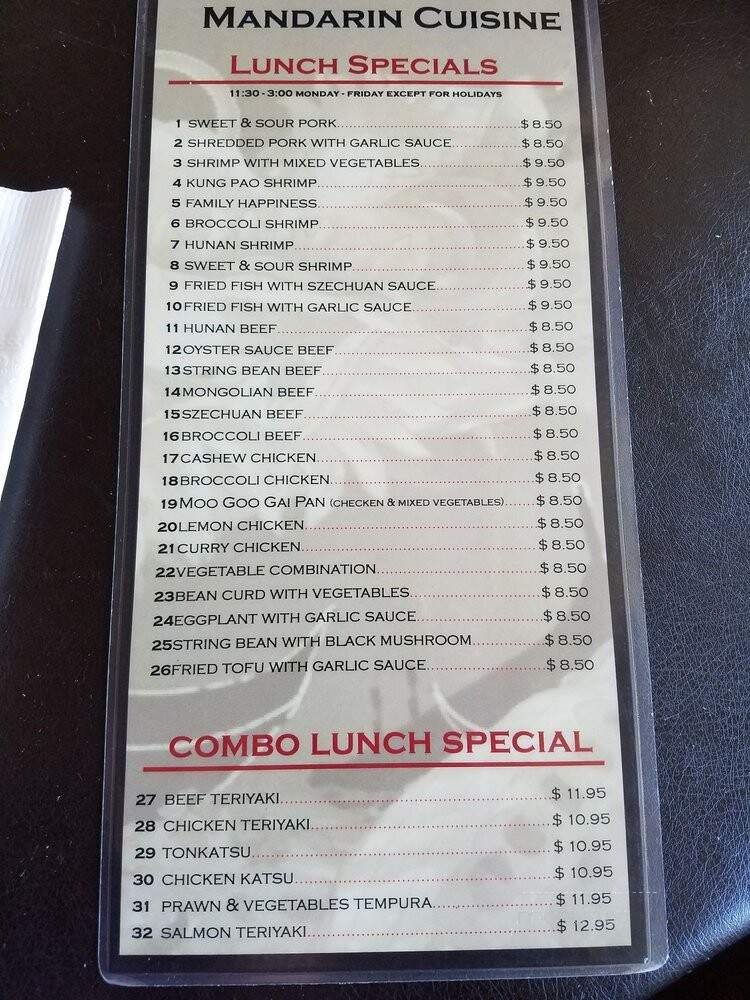 MANDARIN CUISINE
LUNCH SPECIALS
11:30 - 3:00 MONDAY - FRIDAY EXCEPT FOR HOLIDAYS
1 SWEET & SOUR PORK $ 8.50
2 SHREDDED PORK WITH GARLIC SAUCE $ 8.50
3 SHRIMP WITH MIXED VEGETABLES $ 9.50
4 KUNG PAO SHRIMP $ 9.50
5 FAMILY HAPPINESS $ 9.50
6 BROCCOLI SHRIMP $ 9.50
7 HUNAN SHRIMP $ 9.50
8 SWEET & SOUR SHRIMP $ 9.50
9 FRIED FISH WITH SZECHUAN SAUCE $ 9.50
10 FRIED FISH WITH GARLIC SAUCE $ 9.50
11 HUNAN BEEF $ 8.50
12 OYSTER SAUCE BEEF $ 8.50
13 STRING BEAN BEEF $ 8.50
14 MONGOLIAN BEEF $ 8.50
15 SZECHUAN BEEF $ 8.50
16 BROCCOLI BEEF $ 8.50
17 CASHEW CHICKEN $ 8.50
18 BROCCOLI CHICKEN $ 8.50
19 MOO GOO GAI PAN (CHECKEN & MIXED VEGETABLES) $ 8.50
20 LEMON CHICKEN $ 8.50
21 CURRY CHICKEN $ 8.50
22 VEGETABLE COMBINATION $ 8.50
23 BEAN CURD WITH VEGETABLES $ 8.50
24 EGGPLANT WITH GARLIC SAUCE $ 8.50
25 STRING BEAN WITH BLACK MUSHROOM $ 8.50
26 FRIED TOFU WITH GARLIC SAUCE $ 8.50
COMBO LUNCH SPECIAL
27 BEEF TERIYAKI $ 11.95
28 CHICKEN TERIYAKI $ 10.95
29 TONKATSU $ 10.95
30 CHICKEN KATSU $ 10.95
31 PRAWN & VEGETABLES TEMPURA $ 11.95
32 SALMON TERIYAKI $ 12.95